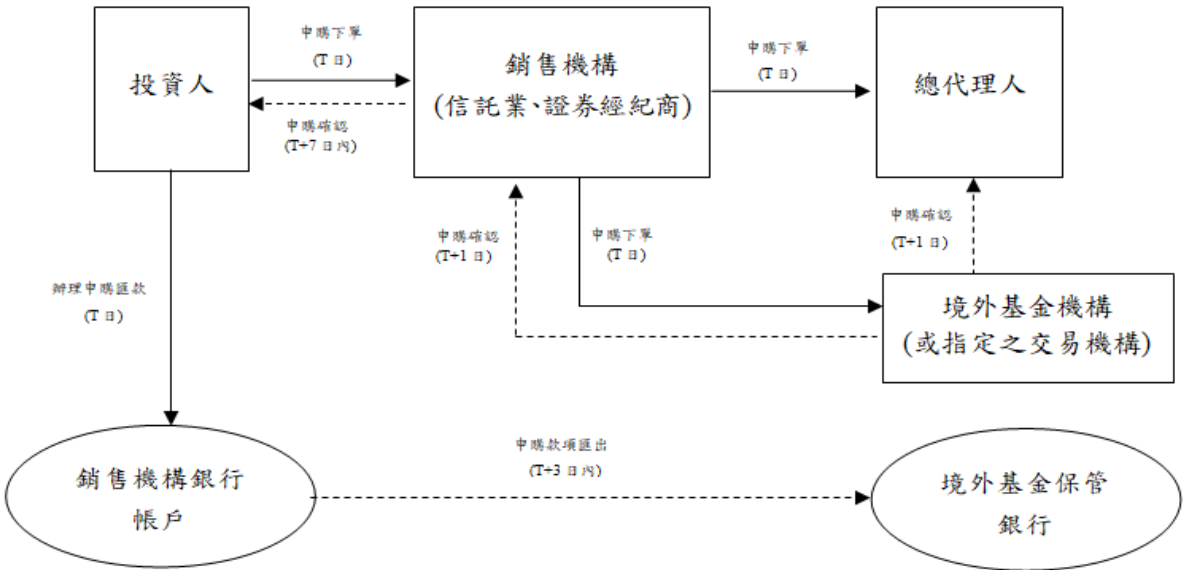 投資人
申購下單
(T 日)
申購確認
(T+7 日內)
銷售機構
(信託業、證券經紀商)
申購下單
(T 日)
總代理人
申購確認
(T+1 日)
申購下單
(T 日)
申購確認
(T+1 日)
辦理申購匯款
(T 日)
境外基金機構
(或指定之交易機構)
銷售機構銀行
帳戶
申購款項匯出
(T+3 日內)
境外基金保管
銀行